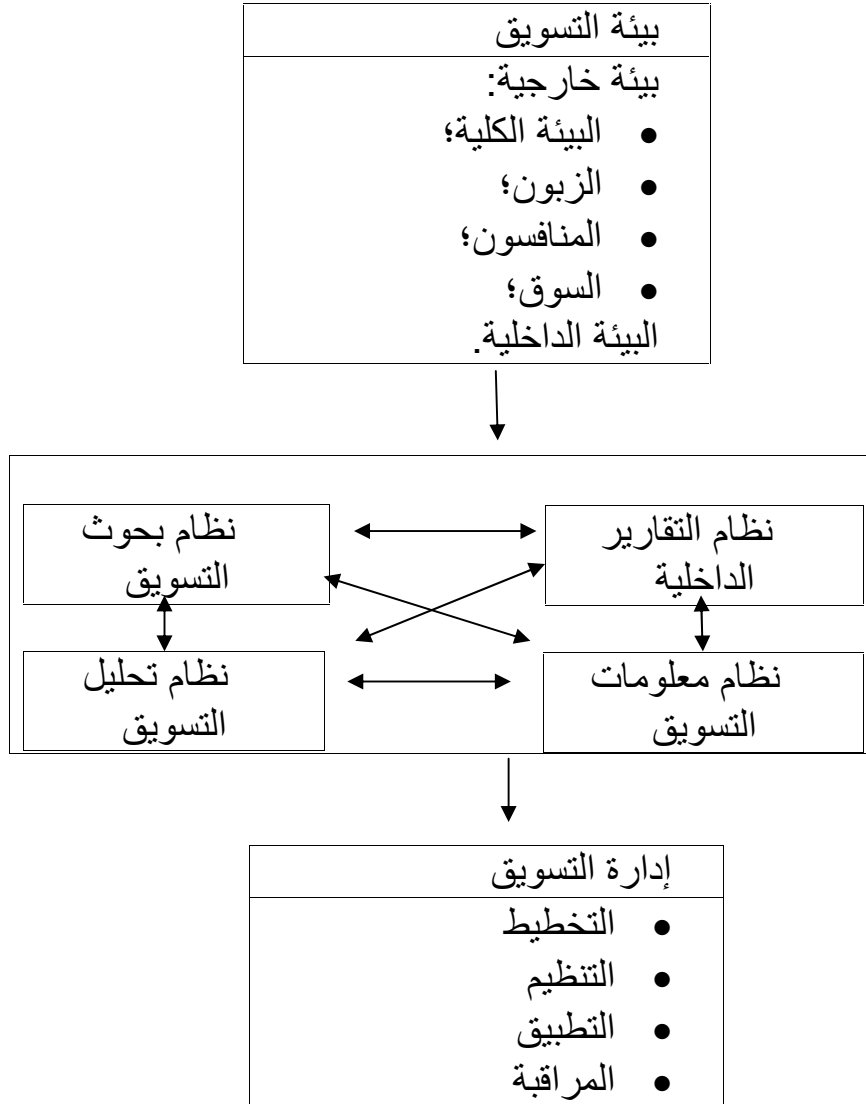 بيئة التسويق
بيئة خارجية:
● البيئة الكلية؛
● الزبون؛
● المنافسون؛
● السوق؛
البيئة الداخلية.
نظام التقارير
الداخلية
نظام بحوث
التسويق
نظام معلومات
التسويق
نظام تحليل
التسويق
إدارة التسويق
● التخطيط
● التنظيم
● التطبيق
● المراقبة